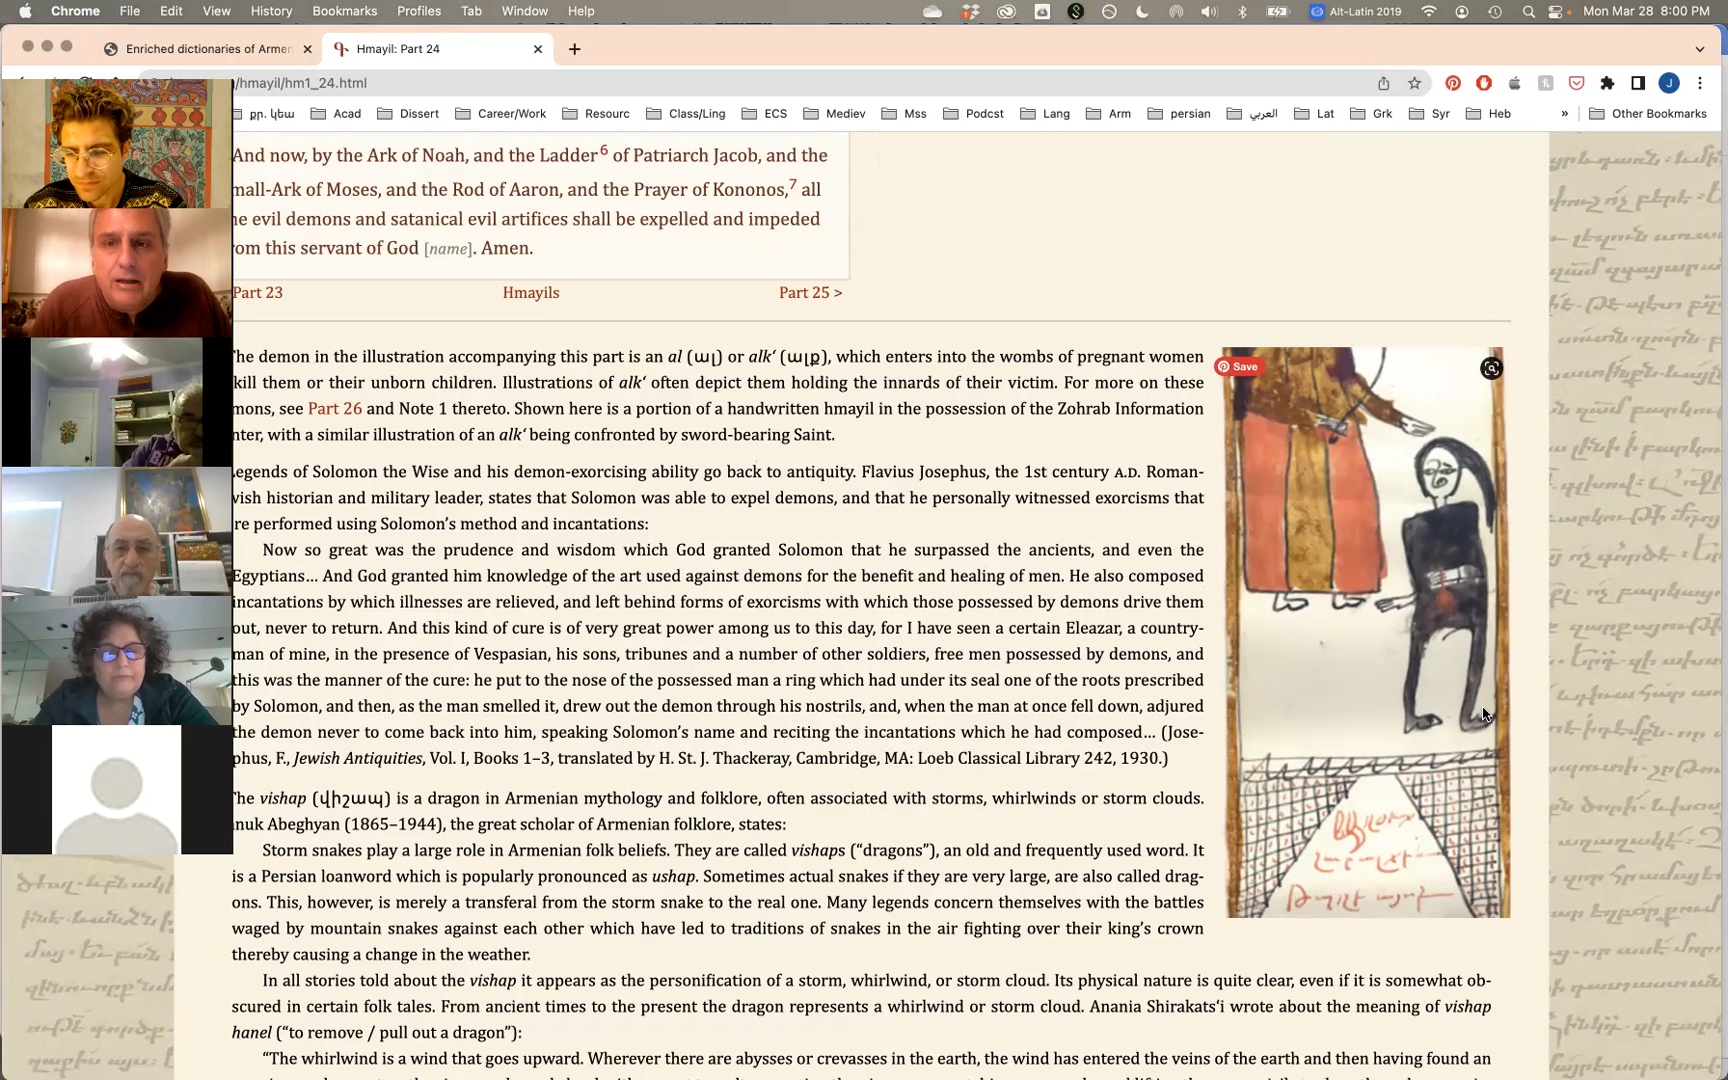 Chrome File Edit View History Bookmarks Profiles Tab Window Help Alt-Latin 2019 Mon Mar 28 8:00 PM
Enriched dictionaries of Armen Hmayil: Part 24
/hmayil/hm1_24.html J
Acad Dissert Career/Work Resourc Class/Ling ECS Mediev Mss Podcst Lang Arm persian العربي Lat Grk Syr Heb » Other Bookmarks
And now, by the Ark of Noah, and the Ladder6 of Patriarch Jacob, and the
mall-Ark of Moses, and the Rod of Aaron, and the Prayer of Kononos,7 all
he evil demons and satanical evil artifices shall be expelled and impeded
rom this servant of God [name]. Amen.
Part 23 Hmayils Part 25 >
The demon in the illustration accompanying this part is an al (ալ) or alk‘ (ալք), which enters into the wombs of pregnant women
kill them or their unborn children. Illustrations of alk‘ often depict them holding the innards of their victim. For more on these
mons, see Part 26 and Note 1 thereto. Shown here is a portion of a handwritten hmayil in the possession of the Zohrab Information
nter, with a similar illustration of an alk‘ being confronted by sword-bearing Saint.
Save
Legends of Solomon the Wise and his demon-exorcising ability go back to antiquity. Flavius Josephus, the 1st century A.D. Roman-
wish historian and military leader, states that Solomon was able to expel demons, and that he personally witnessed exorcisms that
re performed using Solomon’s method and incantations:
Now so great was the prudence and wisdom which God granted Solomon that he surpassed the ancients, and even the
Egyptians… And God granted him knowledge of the art used against demons for the benefit and healing of men. He also composed
incantations by which illnesses are relieved, and left behind forms of exorcisms with which those possessed by demons drive them
out, never to return. And this kind of cure is of very great power among us to this day, for I have seen a certain Eleazar, a country-
man of mine, in the presence of Vespasian, his sons, tribunes and a number of other soldiers, free men possessed by demons, and
this was the manner of the cure: he put to the nose of the possessed man a ring which had under its seal one of the roots prescribed
by Solomon, and then, as the man smelled it, drew out the demon through his nostrils, and, when the man at once fell down, adjured
the demon never to come back into him, speaking Solomon’s name and reciting the incantations which he had composed… (Jose-
phus, F., Jewish Antiquities, Vol. I, Books 1–3, translated by H. St. J. Thackeray, Cambridge, MA: Loeb Classical Library 242, 1930.)
The vishap (վիշապ) is a dragon in Armenian mythology and folklore, often associated with storms, whirlwinds or storm clouds.
anuk Abeghyan (1865–1944), the great scholar of Armenian folklore, states:
Storm snakes play a large role in Armenian folk beliefs. They are called vishaps (“dragons”), an old and frequently used word. It
is a Persian loanword which is popularly pronounced as ushap. Sometimes actual snakes if they are very large, are also called drag-
ons. This, however, is merely a transferal from the storm snake to the real one. Many legends concern themselves with the battles
waged by mountain snakes against each other which have led to traditions of snakes in the air fighting over their king’s crown
thereby causing a change in the weather.
In all stories told about the vishap it appears as the personification of a storm, whirlwind, or storm cloud. Its physical nature is quite clear, even if it is somewhat ob-
scured in certain folk tales. From ancient times to the present the dragon represents a whirlwind or storm cloud. Anania Shirakats‘i wrote about the meaning of vishap
hanel (“to remove / pull out a dragon”):
“The whirlwind is a wind that goes upward. Wherever there are abysses or crevasses in the earth, the wind has entered the veins of the earth and then having found an